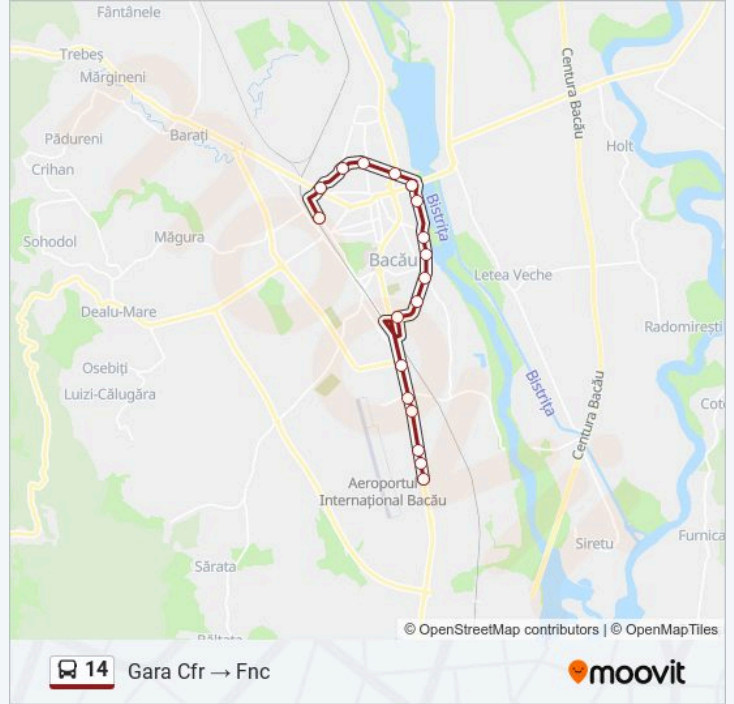 Fântânele
Trebeș
Mărgineni
Centura Bacău
Barați
Pădureni
Holt
Crihan
Bistrița
Sohodol
Măgura
Bacău
Letea Veche
Dealu-Mare
Radomirești
Osebiți
Luizi-Călugăra
Bistrița
Centura Bacău
Aeroportul
Internațional Bacău
Siretu
Furnica
Sărata
© OpenStreetMap contributors | © OpenMapTiles
14 Gara Cfr → Fnc
moovit